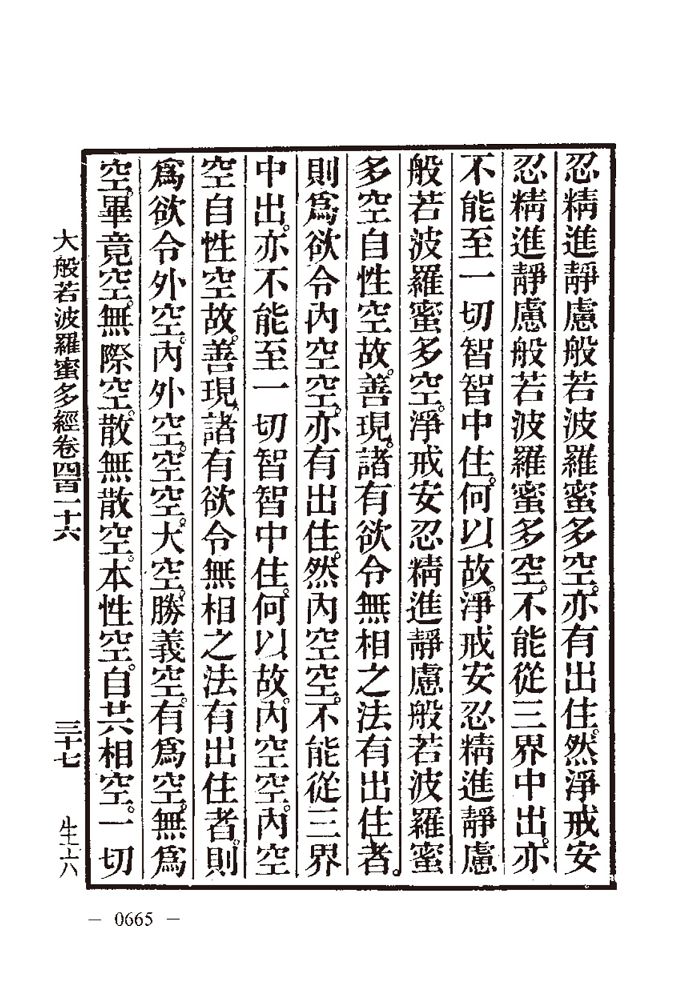 忍精進靜慮般若波羅蜜多空。亦有出住。然淨戒安
忍精進靜慮般若波羅蜜多空。不能從三界中出。亦
不能至一切智智中住。何以故。淨戒安忍精進靜慮
般若波羅蜜多空。淨戒安忍精進靜慮般若波羅蜜
多空自性空故。善現。諸有欲令無相之法有出住者。
則為欲令內空空。亦有出住。然內空空。不能從三界
中出。亦不能至一切智智中住。何以故。內空空。內空
空自性空故。善現。諸有欲令無相之法有出住者。則
為欲令外空。內外空。空空。大空。勝義空。有為空。無為
空。畢竟空。無際空。散無散空。本性空。自共相空。一切
大般若波羅蜜多經卷四百一十六 三十七 生六
— 0665 —